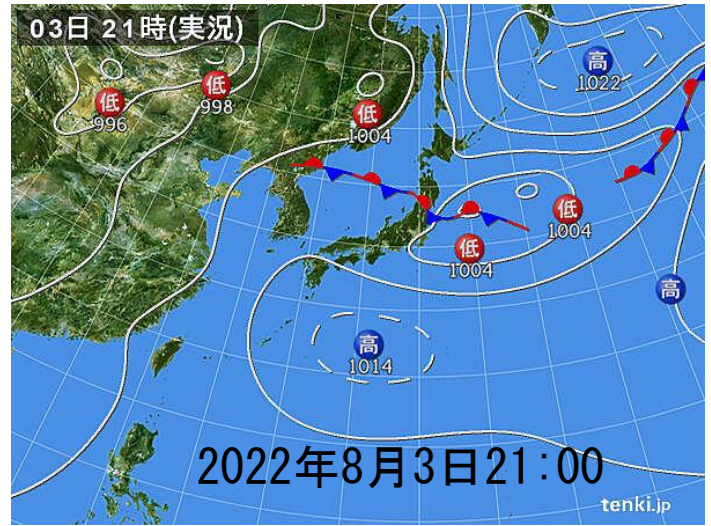 03日 21時(実況)
高
1022
低
998
低
996
低
1004
低
1004
低
1004
高
高
1014
2022年8月3日21:00
tenki.jp